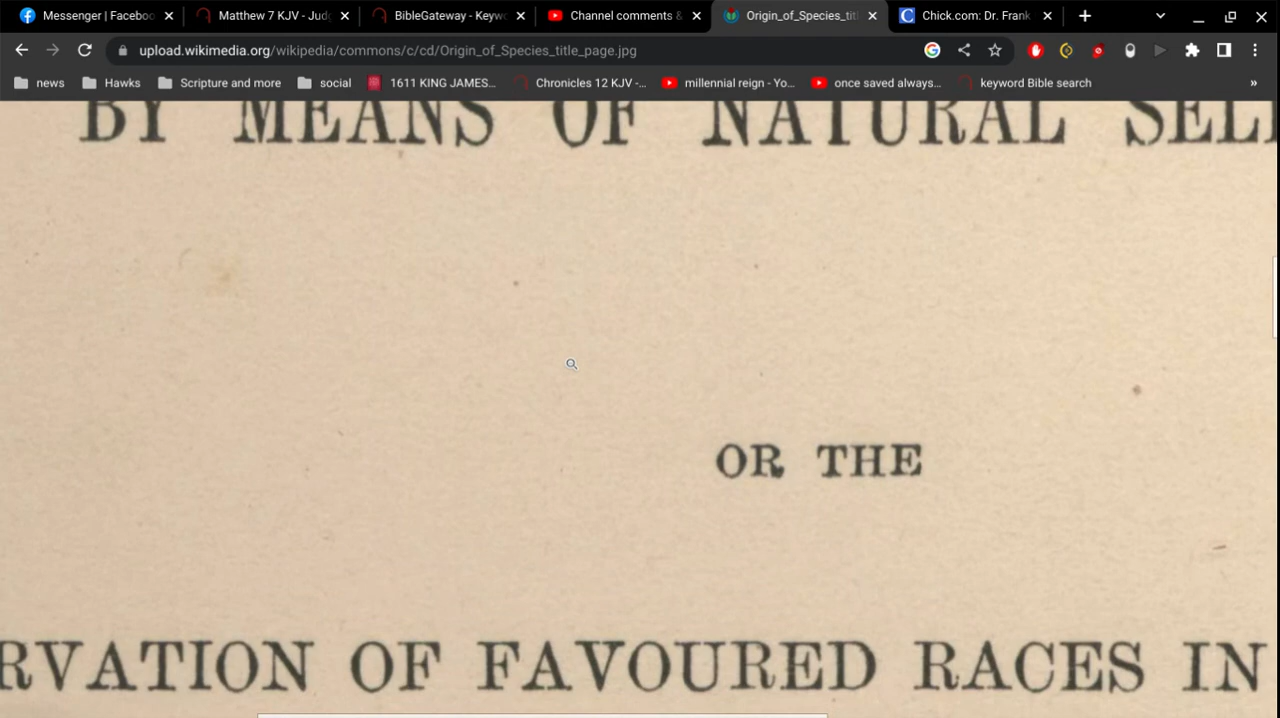 Messenger | Faceboo
Matthew 7 KJV - Jud
BibleGateway - Keyw
Channel comments &
Origin_of_Species_titl
Chick.com: Dr. Frank
upload.wikimedia.org/wikipedia/commons/c/cd/Origin_of_Species_title_page.jpg
news
Hawks
Scripture and more
social
1611 KING JAMES...
Chronicles 12 KJV -...
millennial reign - Yo...
once saved always...
keyword Bible search
»
BY MEANS OF NATURAL SEL
OR THE
RVATION OF FAVOURED RACES IN